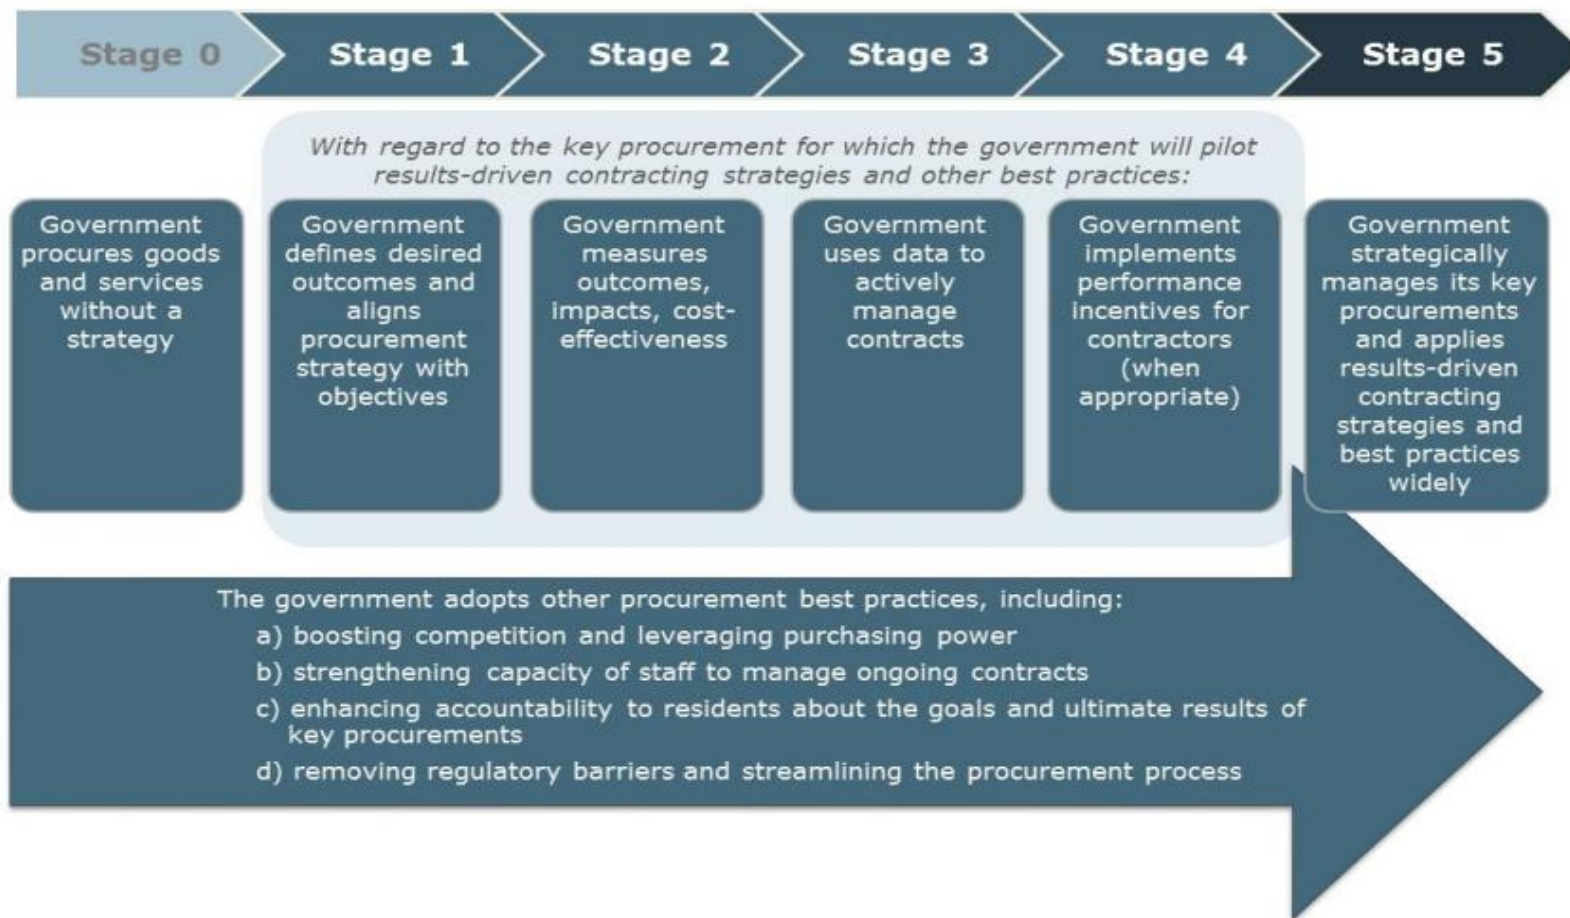 Stage 0
Stage 1
Stage 2
Stage 3
Stage 4
Stage 5
With regard to the key procurement for which the government will pilot
results-driven contracting strategies and other best practices:
Government
procures goods
and services
without a
strategy
Government
defines desired
outcomes and
aligns
procurement
strategy with
objectives
Government
measures
outcomes,
impacts, cost-
effectiveness
Government
uses data to
actively
manage
contracts
Government
implements
performance
incentives for
contractors
(when
appropriate)
Government
strategically
manages its key
procurements
and applies
results-driven
contracting
strategies and
best practices
widely
The government adopts other procurement best practices, including:
a) boosting competition and leveraging purchasing power
b) strengthening capacity of staff to manage ongoing contracts
c) enhancing accountability to residents about the goals and ultimate results of
key procurements
d) removing regulatory barriers and streamlining the procurement process